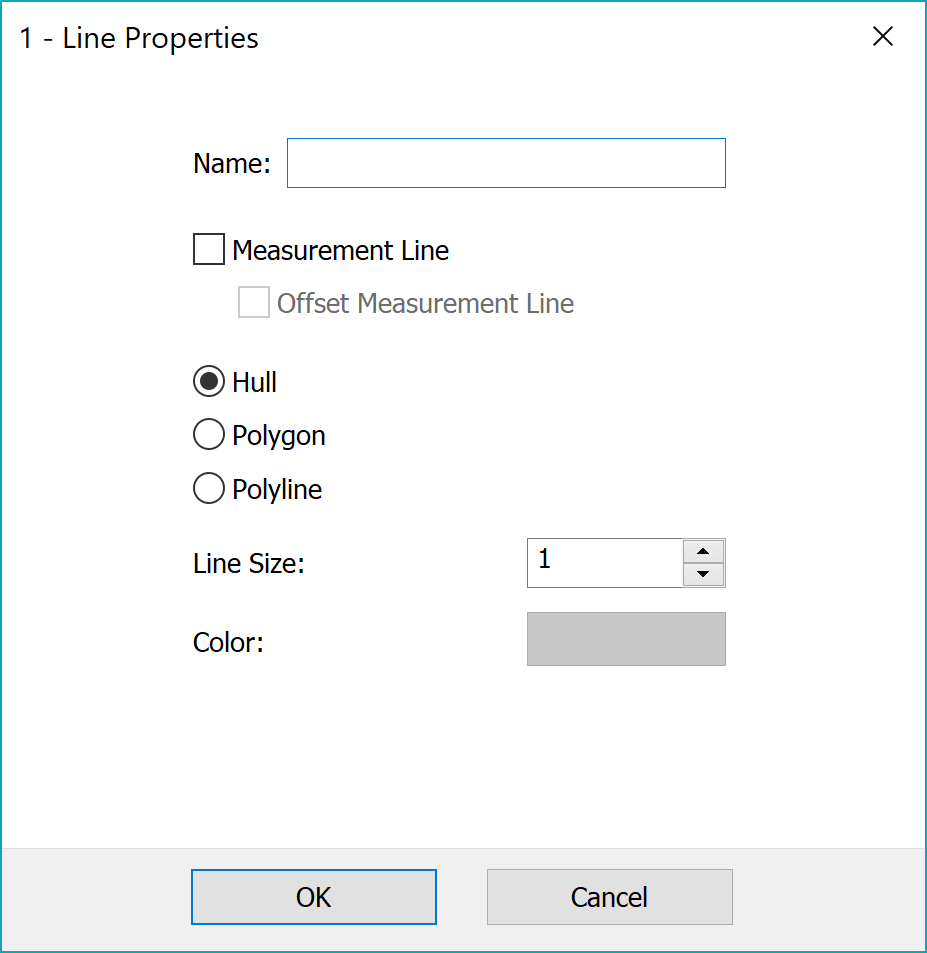 1 - Line Properties
Name:
Measurement Line
Offset Measurement Line
Hull
Polygon
Polyline
Line Size:
1
Color:
OK
Cancel